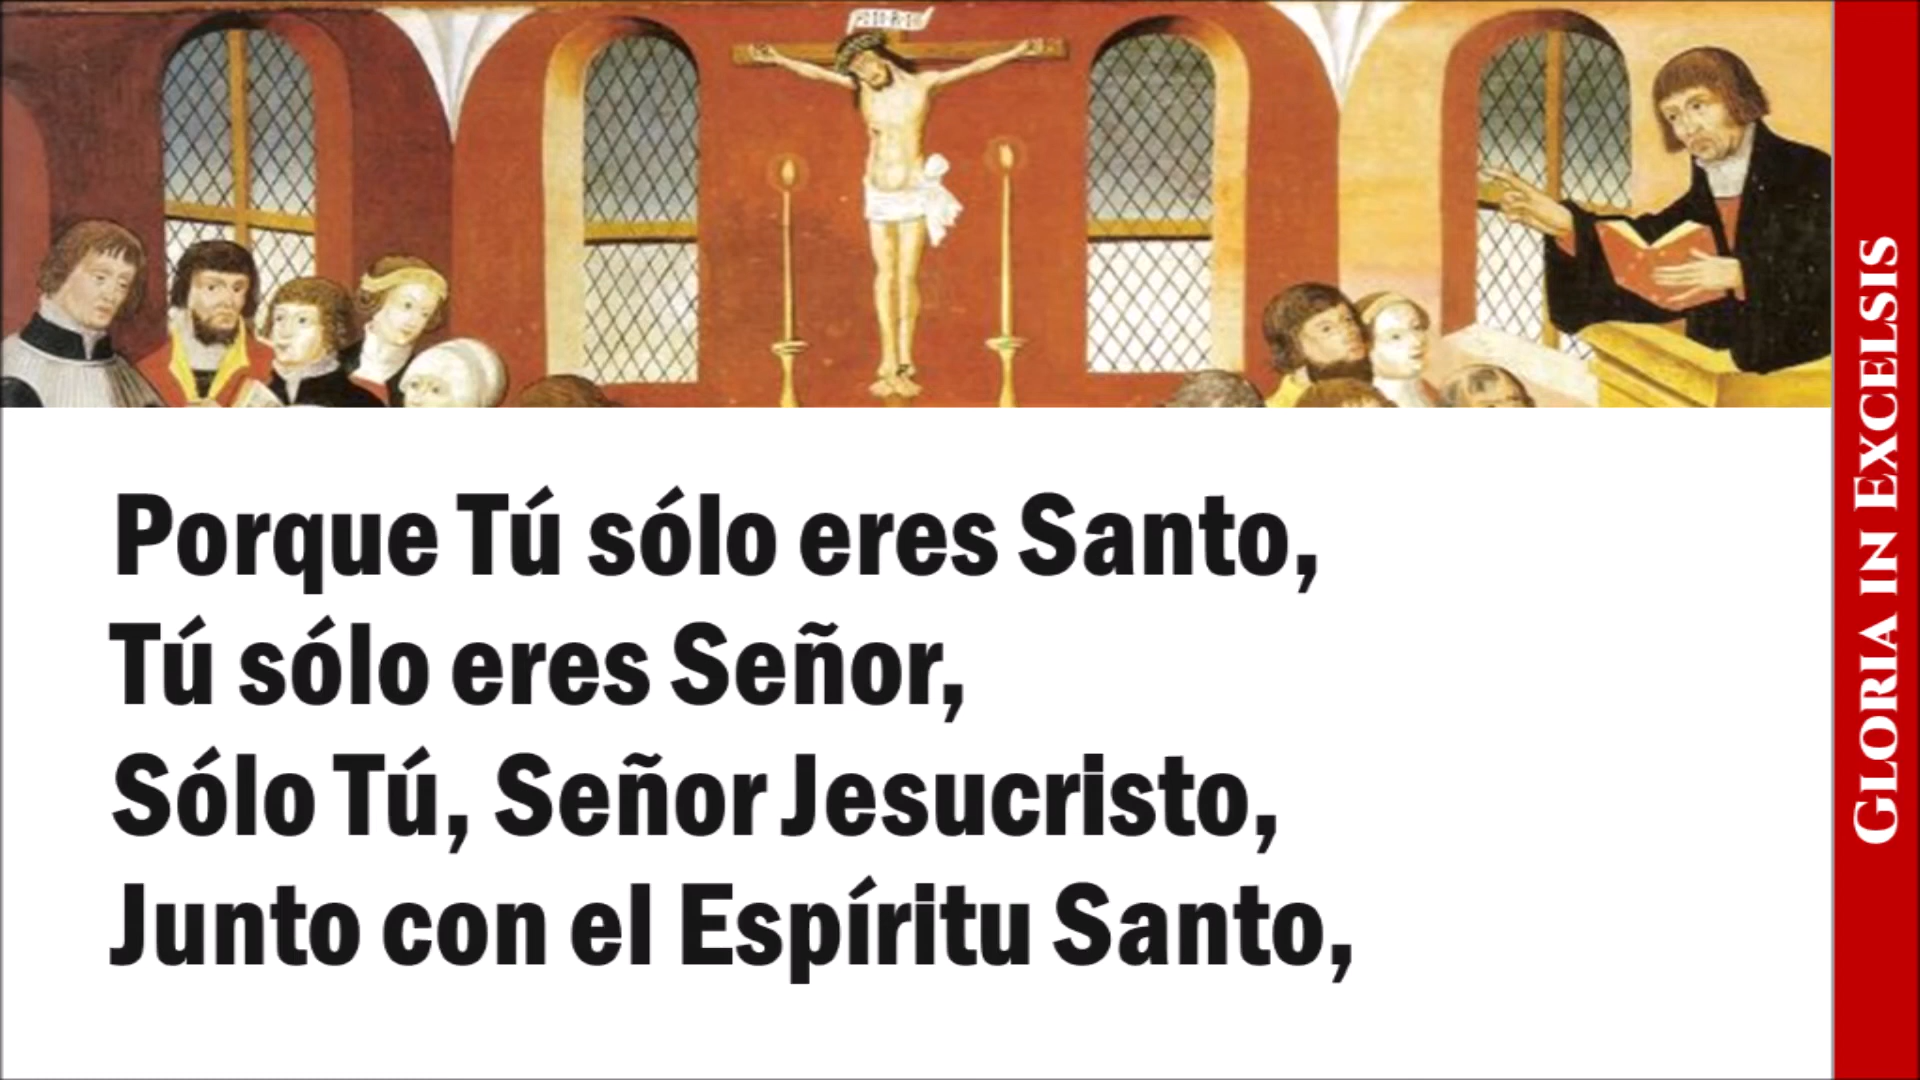 Porque Tú sólo eres Santo,
Tú sólo eres Señor,
Sólo Tú, Señor Jesucristo,
Junto con el Espíritu Santo,
GLORIA IN EXCELSIS